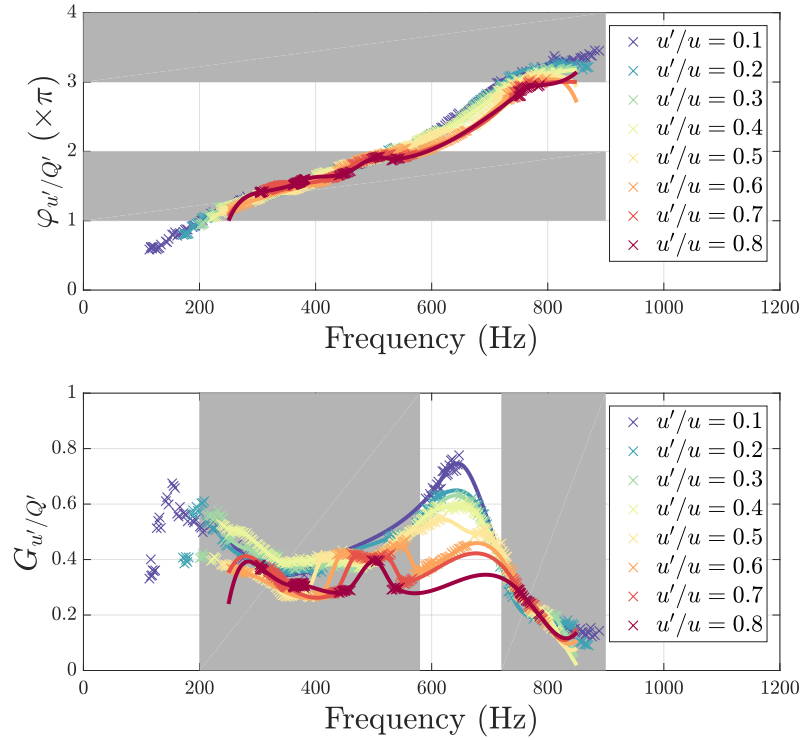 4
3
2
1
0
φu′/Q′ (×π)
0 200 400 600 800 1000 1200
Frequency (Hz)
u′/u = 0.1
u′/u = 0.2
u′/u = 0.3
u′/u = 0.4
u′/u = 0.5
u′/u = 0.6
u′/u = 0.7
u′/u = 0.8
1
0.8
0.6
0.4
0.2
0
Gu′/Q′
0 200 400 600 800 1000 1200
Frequency (Hz)
u′/u = 0.1
u′/u = 0.2
u′/u = 0.3
u′/u = 0.4
u′/u = 0.5
u′/u = 0.6
u′/u = 0.7
u′/u = 0.8